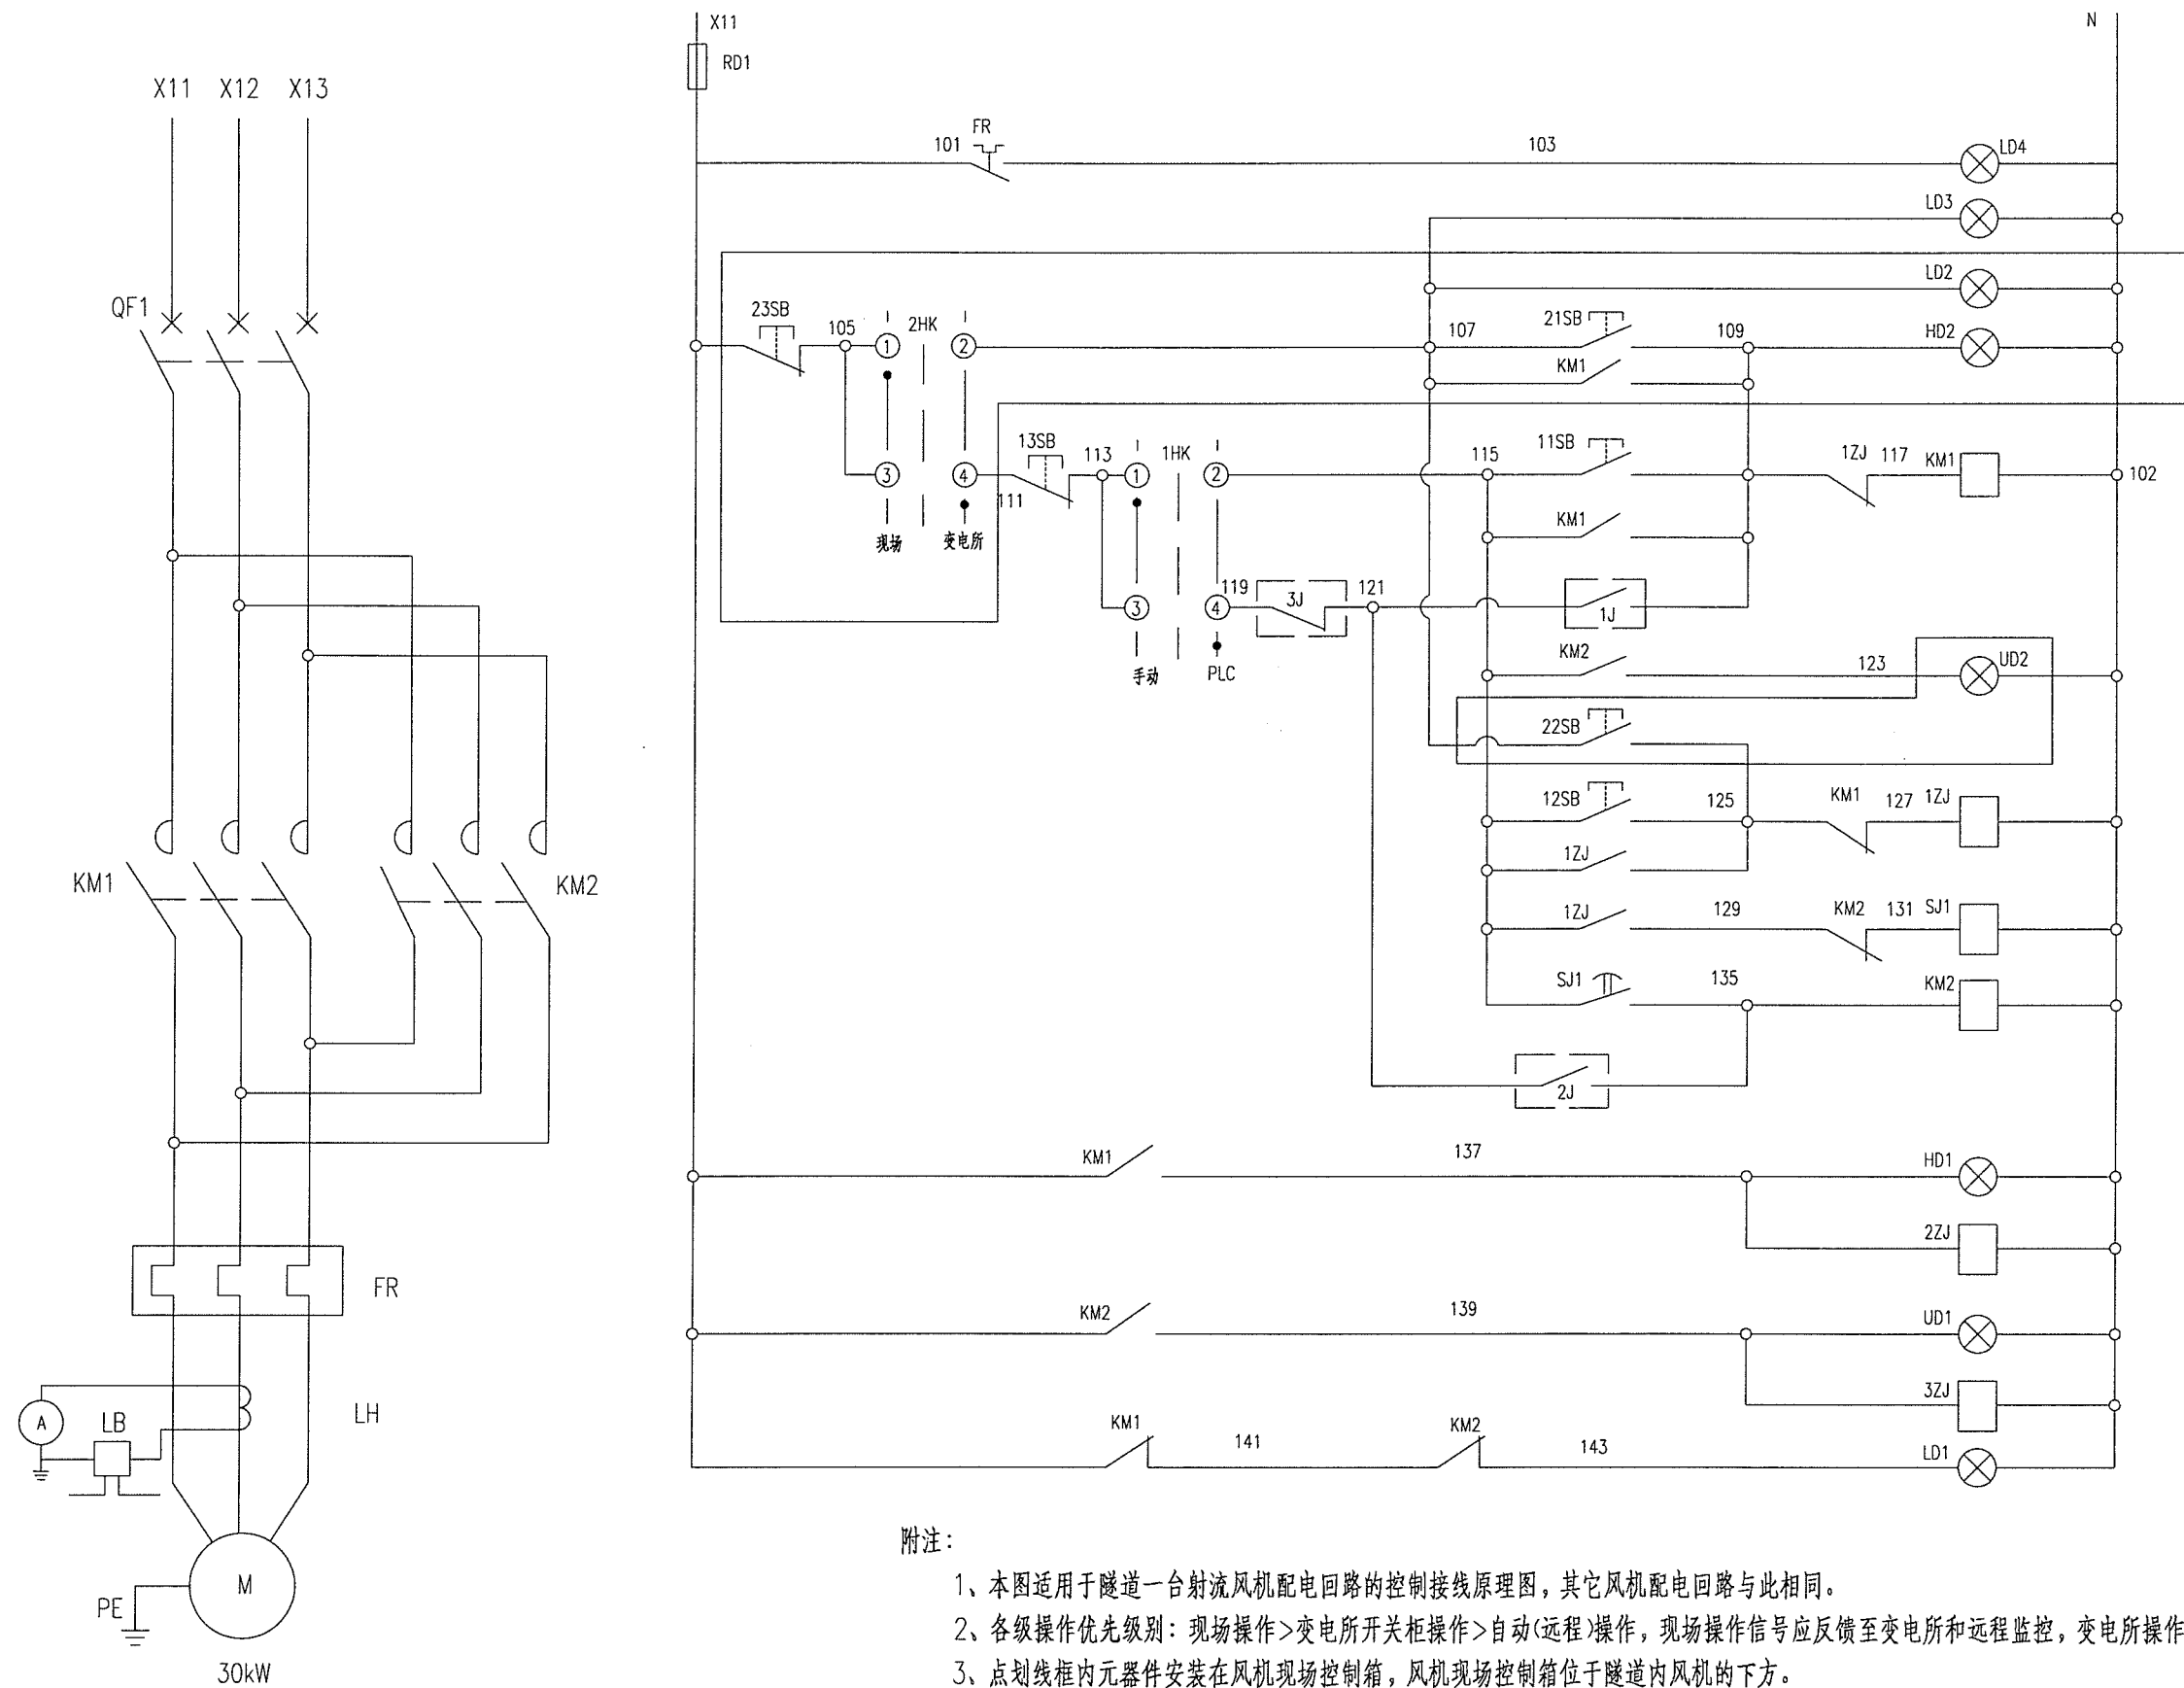 X11 X12 X13
QF1
KM1
KM2
FR
LH
A
LB
M
PE
30kW
X11
N
RD1
101
FR
103
LD4
LD3
LD2
23SB
105
2HK
1
2
107
21SB
109
HD2
KM1
3
4
111
现场
变电所
13SB
113
1HK
1
2
115
11SB
1ZJ
117
KM1
102
KM1
3
4
119
3J
121
1J
手动
PLC
KM2
123
UD2
22SB
12SB
125
KM1
127
1ZJ
1ZJ
1ZJ
129
KM2
131
SJ1
SJ1
135
KM2
2J
KM1
137
HD1
2ZJ
KM2
139
UD1
3ZJ
KM1
141
KM2
143
LD1
附注：
1、本图适用于隧道一台射流风机配电回路的控制接线原理图，其它风机配电回路与此相同。
2、各级操作优先级别：现场操作>变电所开关柜操作>自动(远程)操作，现场操作信号应反馈至变电所和远程监控，变电所操作
3、点划线框内元器件安装在风机现场控制箱，风机现场控制箱位于隧道内风机的下方。